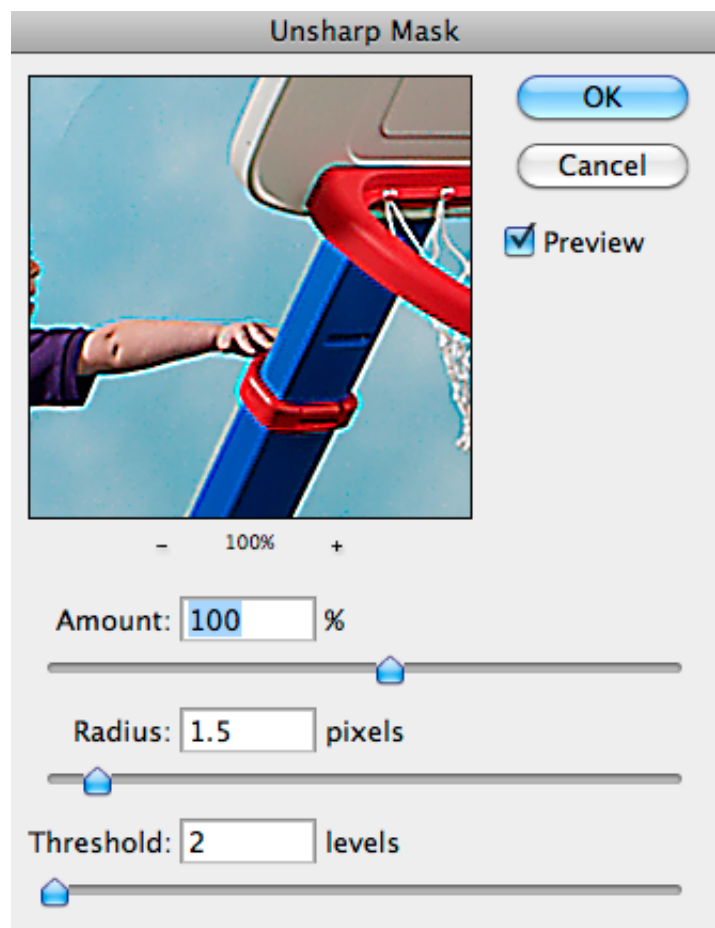 Unsharp Mask
OK
Cancel
Preview
- 100% +
Amount: 100 %
Radius: 1.5 pixels
Threshold: 2 levels